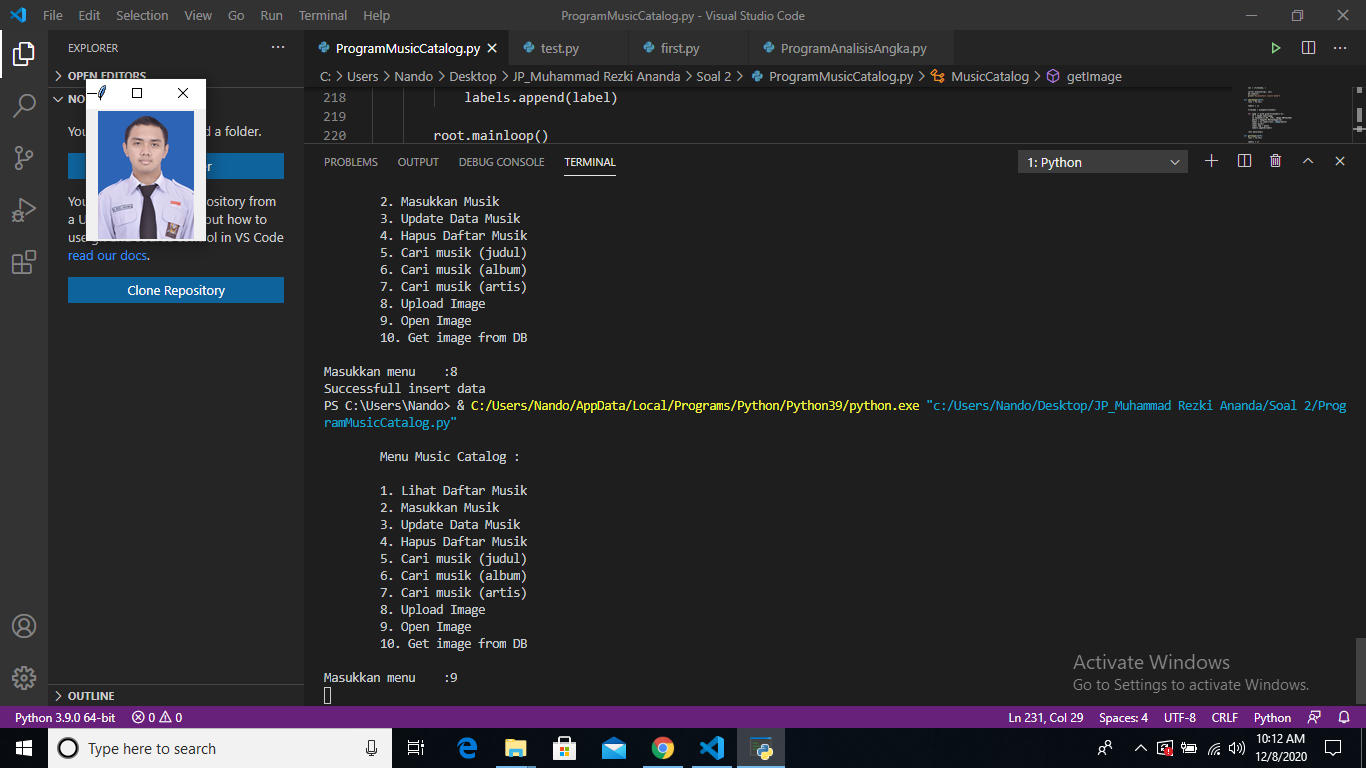 File Edit Selection View Go Run Terminal Help ProgramMusicCatalog.py - Visual Studio Code
EXPLORER
ProgramMusicCatalog.py test.py first.py ProgramAnalisisAngka.py
C: > Users > Nando > Desktop > JP_Muhammad Rezki Ananda > Soal 2 > ProgramMusicCatalog.py > MusicCatalog > getImage
OPEN EDITORS
NO
You d a folder.
r
You ository from
a U out how to
use ol in VS Code
read our docs.
Clone Repository
OUTLINE
218 labels.append(label)
219
220 root.mainloop()
PROBLEMS OUTPUT DEBUG CONSOLE TERMINAL 1: Python
2. Masukkan Musik
3. Update Data Musik
4. Hapus Daftar Musik
5. Cari musik (judul)
6. Cari musik (album)
7. Cari musik (artis)
8. Upload Image
9. Open Image
10. Get image from DB
Masukkan menu :8
Successfull insert data
PS C:\Users\Nando> & C:/Users/Nando/AppData/Local/Programs/Python/Python39/python.exe "c:/Users/Nando/Desktop/JP_Muhammad Rezki Ananda/Soal 2/Prog
ramMusicCatalog.py"
Menu Music Catalog :
1. Lihat Daftar Musik
2. Masukkan Musik
3. Update Data Musik
4. Hapus Daftar Musik
5. Cari musik (judul)
6. Cari musik (album)
7. Cari musik (artis)
8. Upload Image
9. Open Image
10. Get image from DB
Masukkan menu :9
Activate Windows
Go to Settings to activate Windows.
Python 3.9.0 64-bit 0 0 Ln 231, Col 29 Spaces: 4 UTF-8 CRLF Python
Type here to search
10:12 AM
12/8/2020